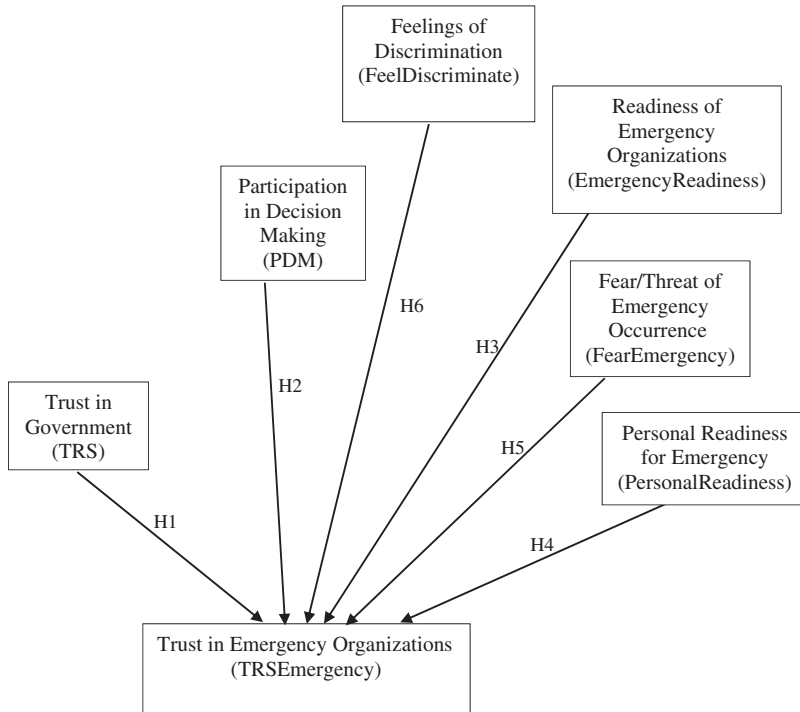 Feelings of
Discrimination
(FeelDiscriminate)
Readiness of
Emergency
Organizations
(EmergencyReadiness)
Participation
in Decision
Making
(PDM)
Fear/Threat of
Emergency
Occurrence
(FearEmergency)
H6
H3
H2
Trust in
Government
(TRS)
Personal Readiness
for Emergency
(PersonalReadiness)
H5
H1
H4
Trust in Emergency Organizations
(TRSEmergency)